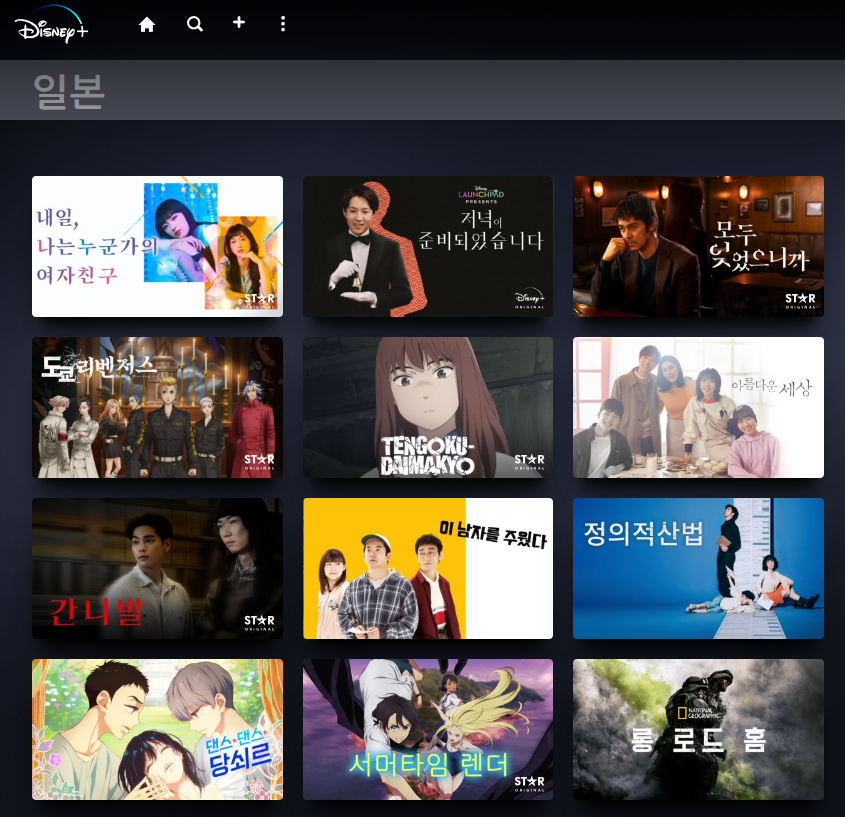 Disney+
일본
내일,
나는누군가의
여자친구
STAR
ORIGINAL
Disney
LAUNCHPAD
PRESENTS
저녁이
준비되었습니다
Disney+
ORIGINAL
모두
잊었으니까
STAR
ORIGINAL
도쿄리벤저스
STAR
ORIGINAL
TENGOKU-
DAIMAKYO
STAR
ORIGINAL
아름다운 세상
간니발
STAR
ORIGINAL
이 남자를 주웠다
정의적산법
댄스·댄스·
당쇠르
서머타임 렌더
STAR
ORIGINAL
NATIONAL
GEOGRAPHIC
롱 로드 홈